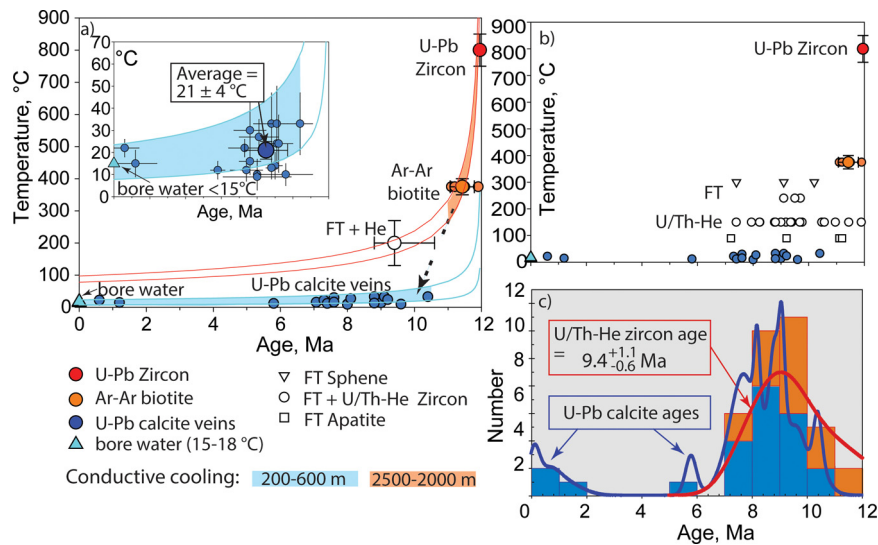 a)
900
800
700
600
500
400
300
200
100
0
Temperature, °C
0 2 4 6 8 10 12
Age, Ma
70
60
50
40
30
20
10
0
°C
Average =
21 ± 4 °C
bore water <15°C
Age, Ma
U-Pb
Zircon
Ar-Ar
biotite
FT + He
U-Pb calcite veins
bore water
b)
900
800
700
600
500
400
300
200
100
0
Temperature, °C
U-Pb Zircon
FT
U/Th-He
c)
12
10
8
6
4
2
Number
U/Th-He zircon age
= 9.4 +1.1 -0.6 Ma
U-Pb calcite ages
0 2 4 6 8 10 12
Age, Ma
U-Pb Zircon
Ar-Ar biotite
U-Pb calcite veins
bore water (15-18 °C)
FT Sphene
FT + U/Th-He Zircon
FT Apatite
Conductive cooling: 200-600 m 2500-2000 m